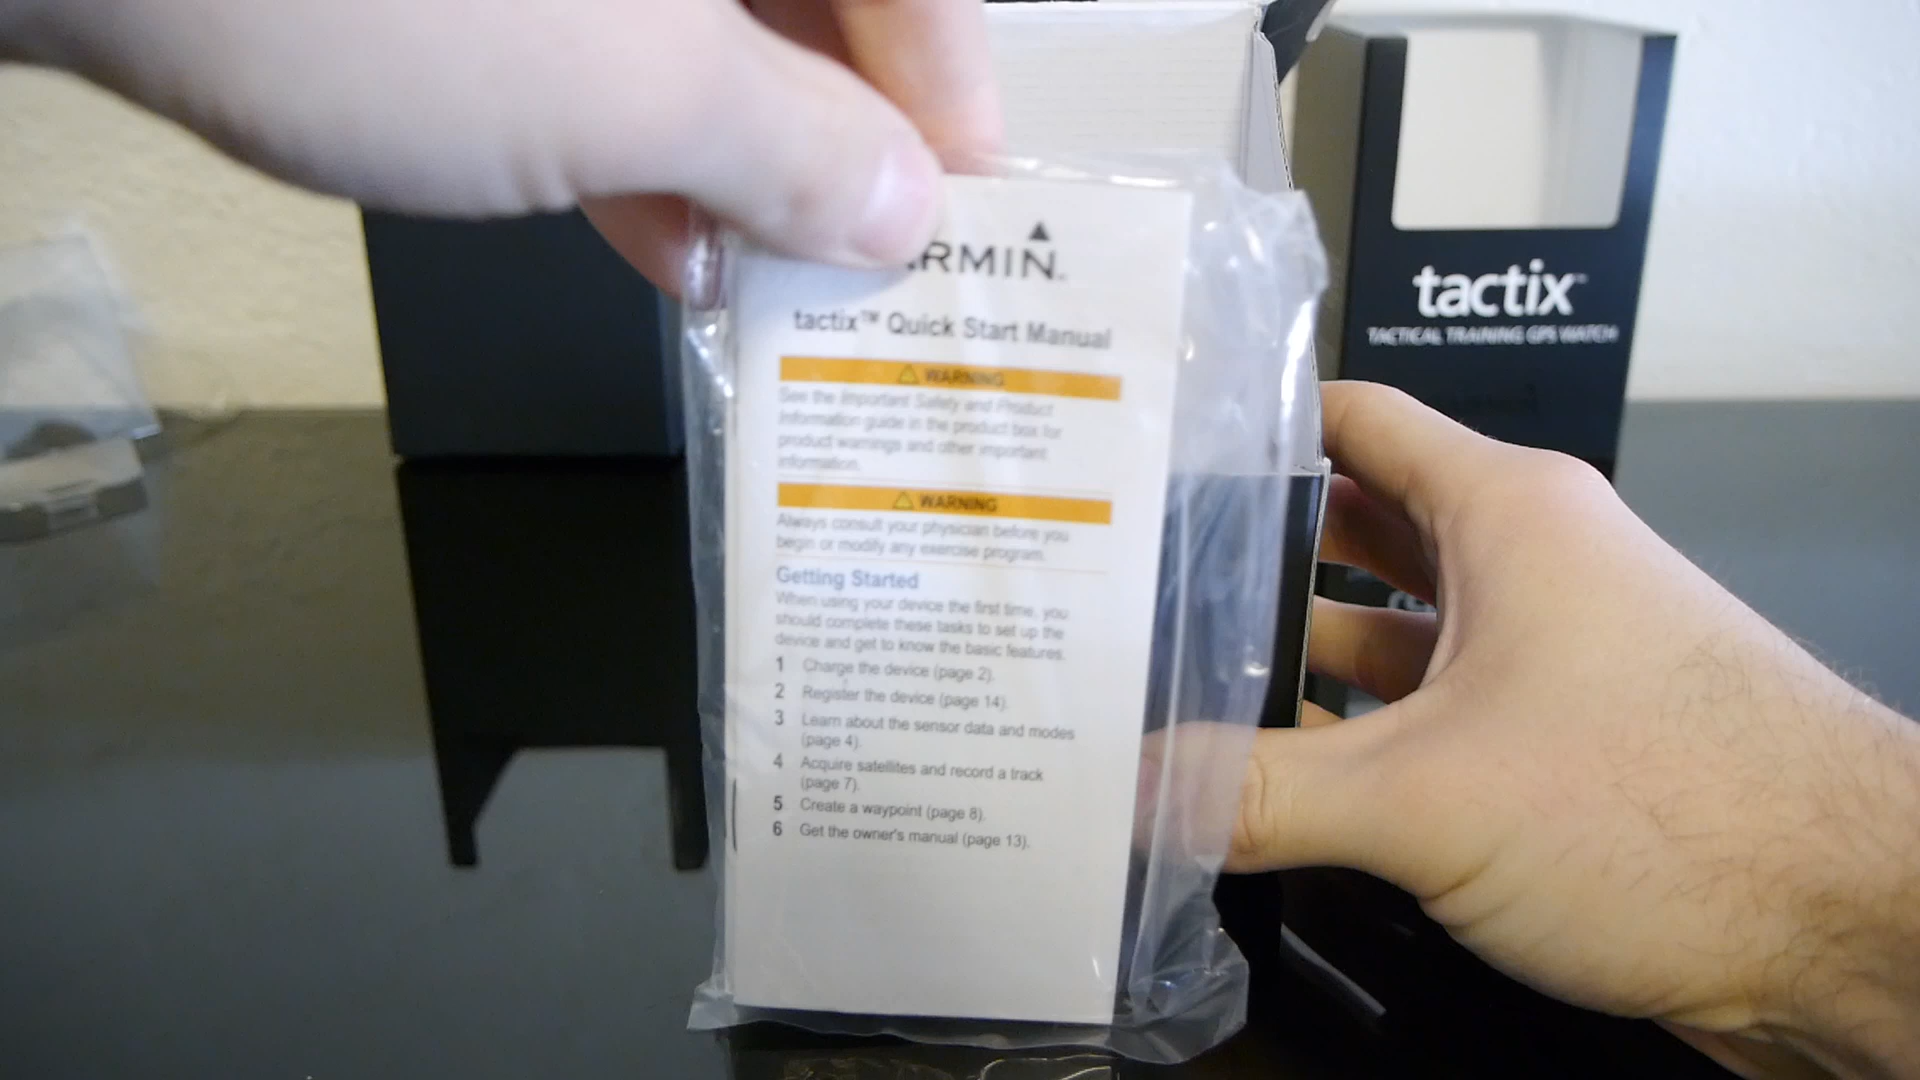 RMIN
tactix™ Quick Start Manual
WARNING
See the Important Safety and Product
Information guide in the product box for
product warnings and other important
information.
WARNING
Always consult your physician before you
begin or modify any exercise program.
Getting Started
When using your device the first time, you
should complete these tasks to set up the
device and get to know the basic features.
1 Charge the device (page 2).
2 Register the device (page 14).
3 Learn about the sensor data and modes
(page 4).
4 Acquire satellites and record a track
(page 7).
5 Create a waypoint (page 8).
6 Get the owner's manual (page 13).
tactix™
TACTICAL TRAINING GPS WATCH